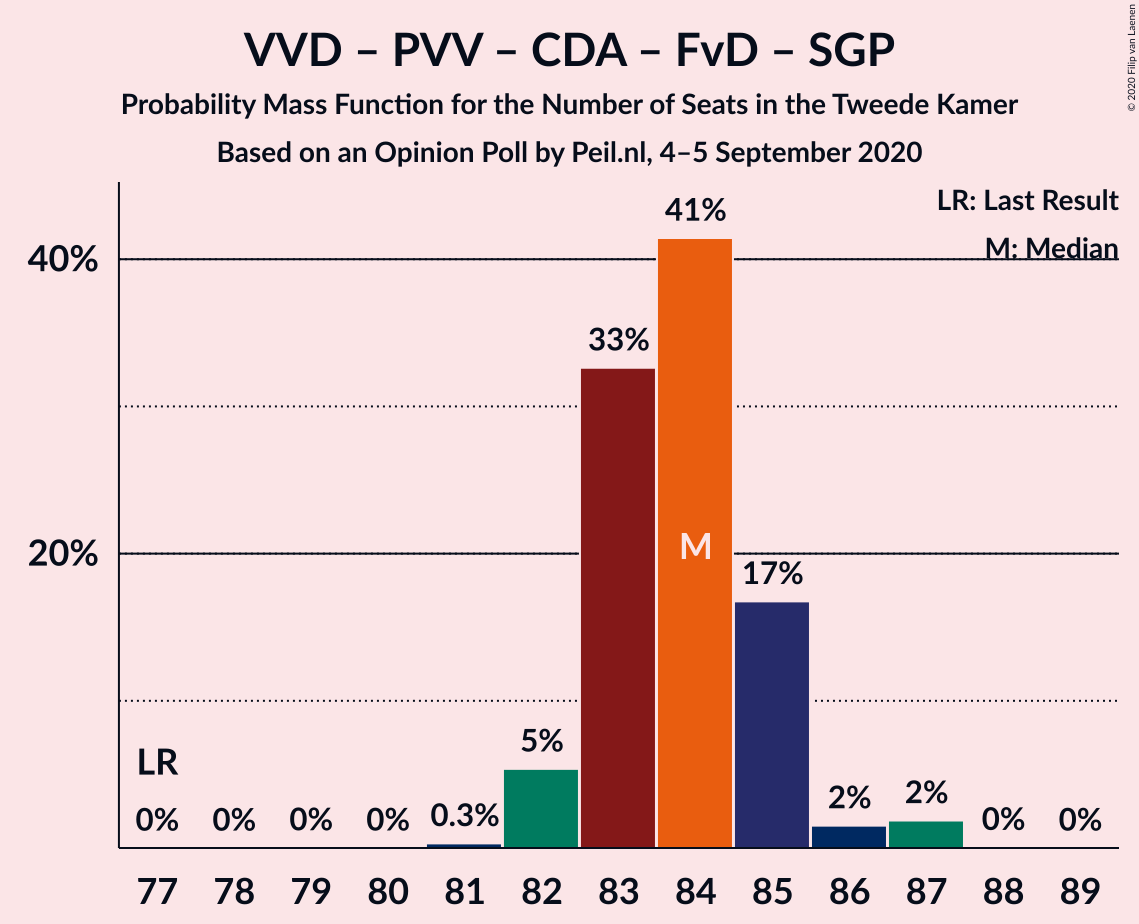 VVD – PVV – CDA – FvD – SGP
Probability Mass Function for the Number of Seats in the Tweede Kamer
Based on an Opinion Poll by Peil.nl, 4–5 September 2020
© 2020 Filip van Laenen
LR: Last Result
M: Median
40%
20%
LR
0%
0%
0%
0%
0.3%
5%
33%
41%
M
17%
2%
2%
0%
0%
77 78 79 80 81 82 83 84 85 86 87 88 89